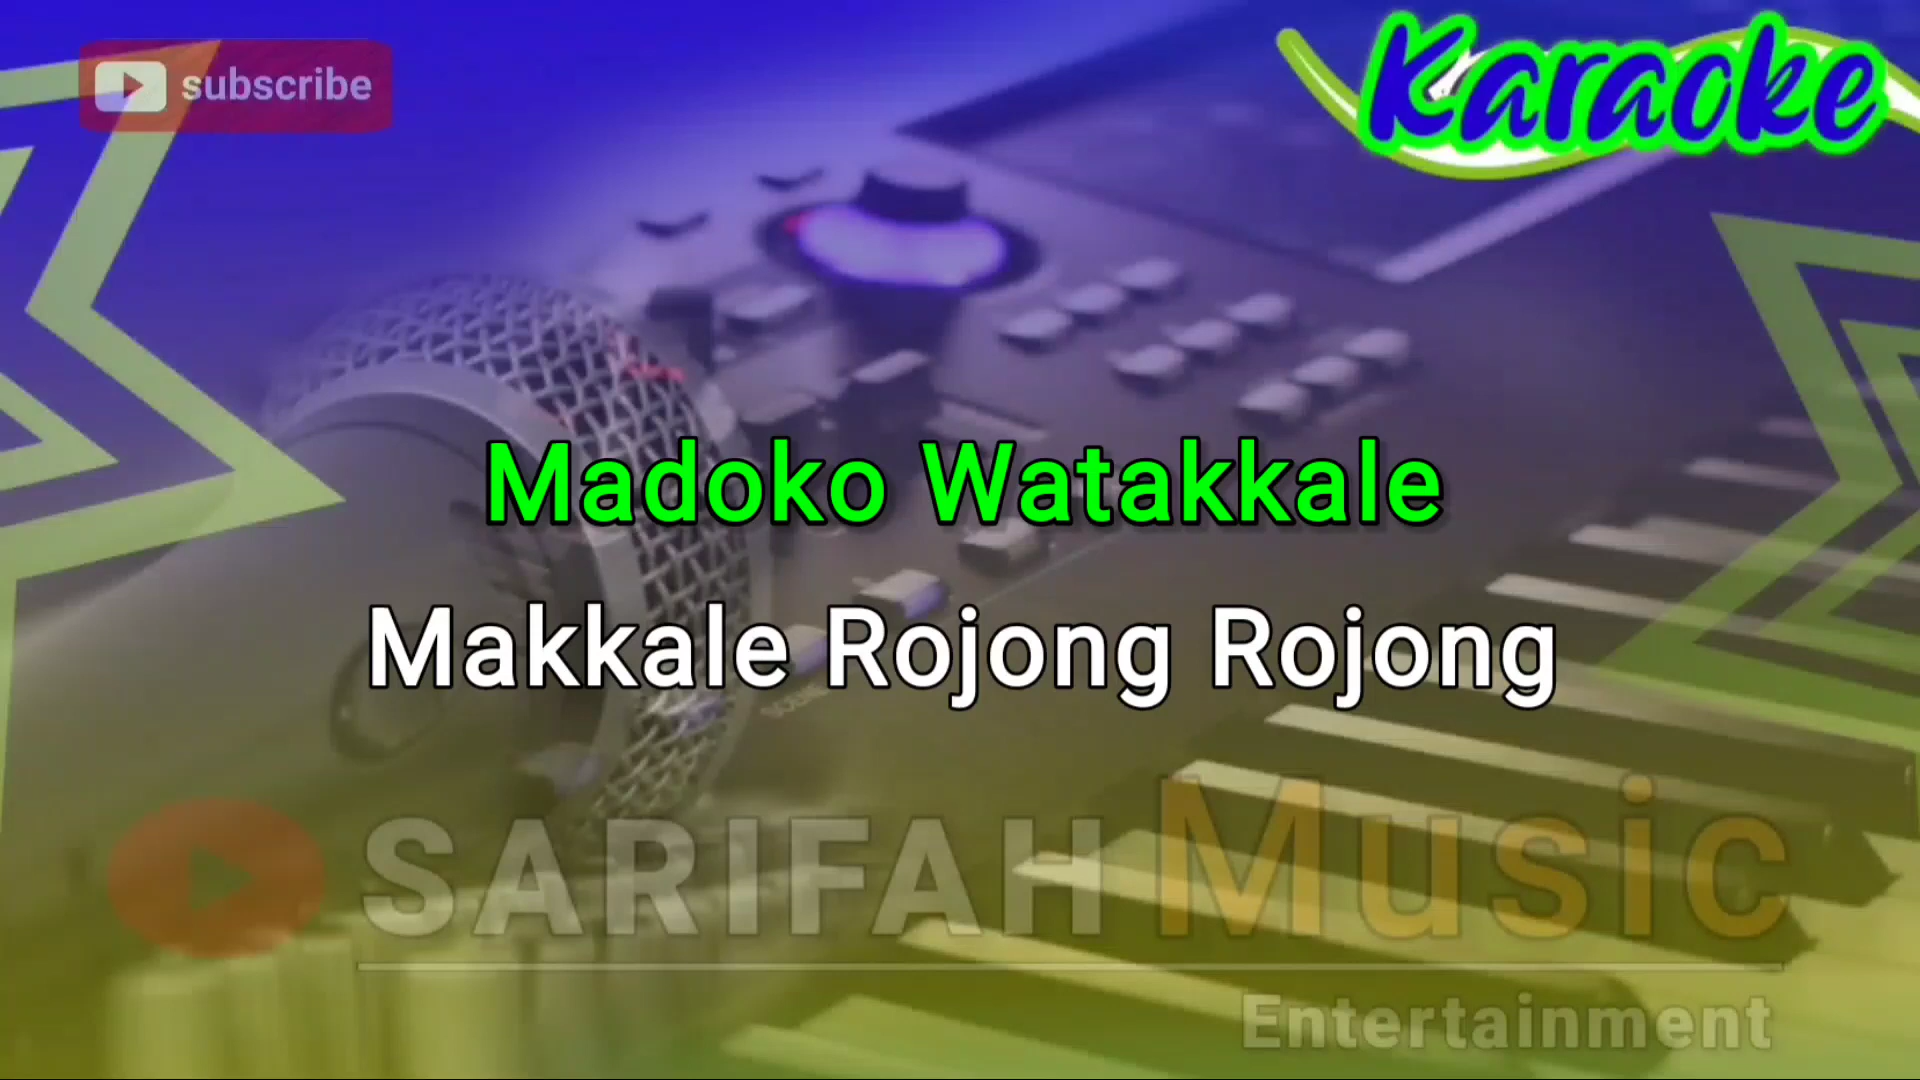 subscribe
Karaoke
Madoko Watakkale
Makkale Rojong Rojong
SARIFAH Music
Entertainment